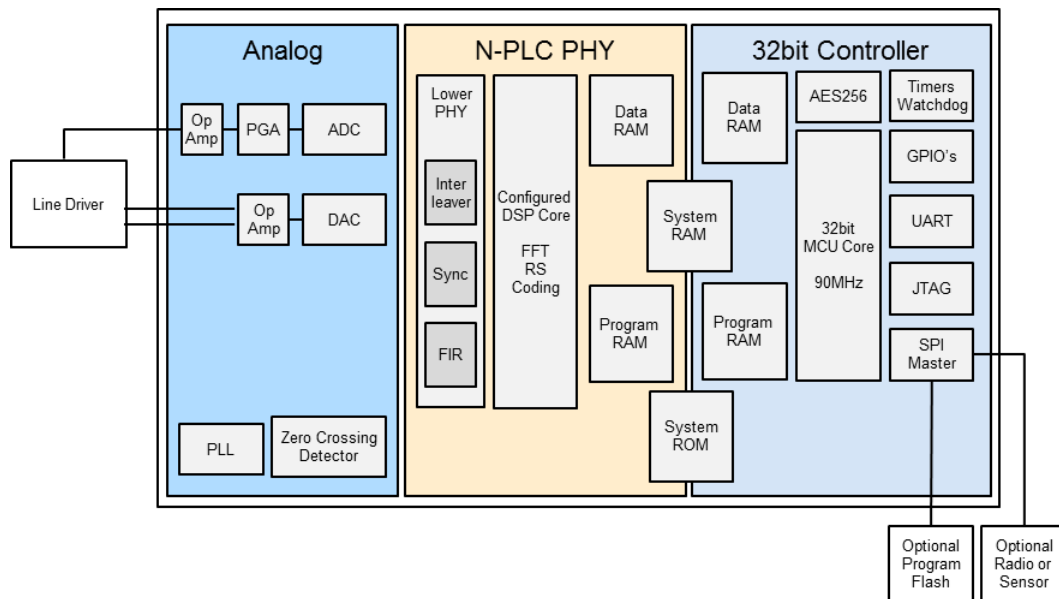 Analog
N-PLC PHY
32bit Controller
Op
Amp
PGA
ADC
Line Driver
Op
Amp
DAC
PLL
Zero Crossing
Detector
Lower
PHY
Inter
leaver
Sync
FIR
Configured
DSP Core
FFT
RS
Coding
Data
RAM
Program
RAM
System
RAM
System
ROM
Data
RAM
Program
RAM
AES256
32bit
MCU Core
90MHz
Timers
Watchdog
GPIO's
UART
JTAG
SPI
Master
Optional
Program
Flash
Optional
Radio or
Sensor